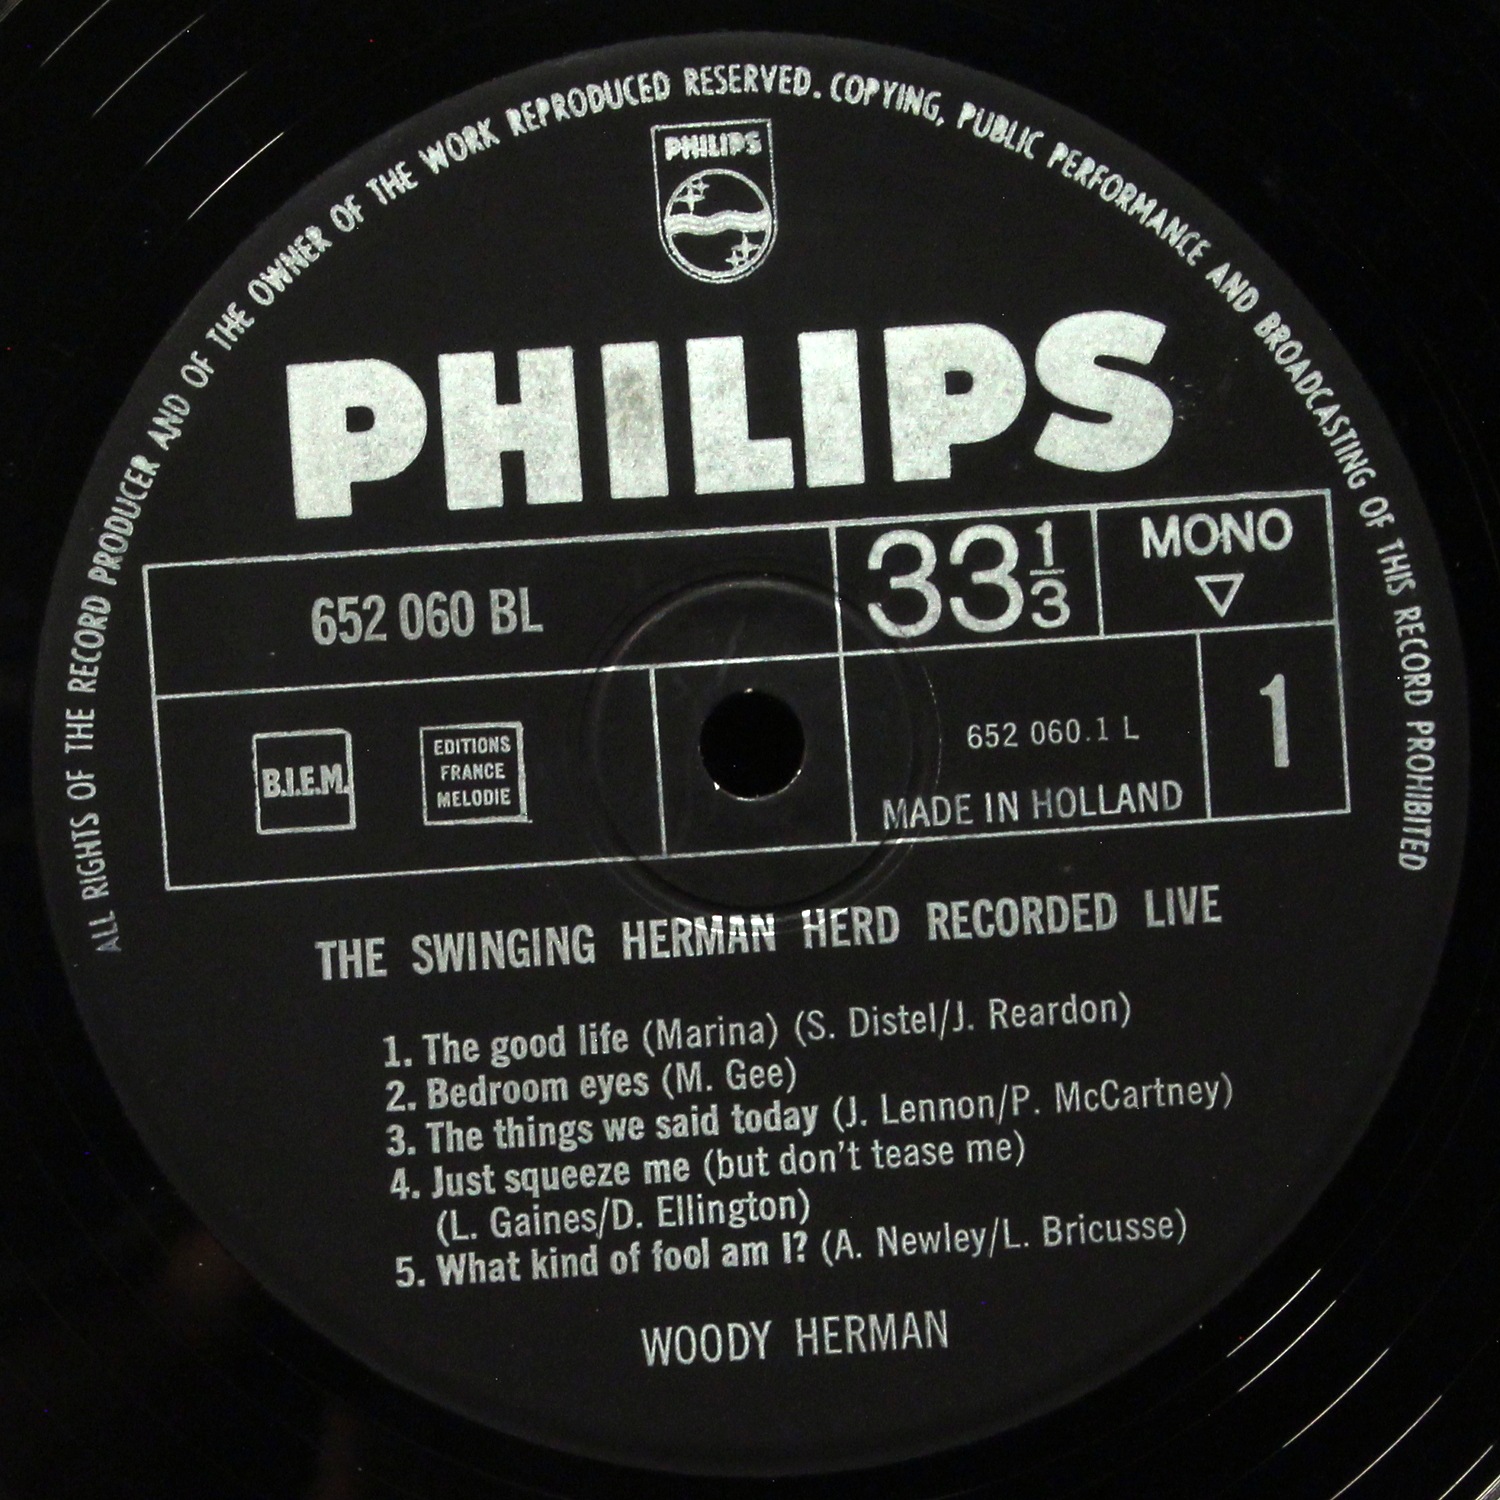 ALL RIGHTS OF THE RECORD PRODUCER AND OF THE OWNER OF THE WORK REPRODUCED RESERVED. COPYING, PUBLIC PERFORMANCE AND BROADCASTING OF THIS RECORD PROHIBITED
PHILIPS
PHILIPS
652 060 BL
33 1/3
MONO
B.I.E.M.
EDITIONS
FRANCE
MELODIE
652 060.1 L
MADE IN HOLLAND
1
THE SWINGING HERMAN HERD RECORDED LIVE
1. The good life (Marina) (S. Distel/J. Reardon)
2. Bedroom eyes (M. Gee)
3. The things we said today (J. Lennon/P. McCartney)
4. Just squeeze me (but don't tease me)
(L. Gaines/D. Ellington)
5. What kind of fool am I? (A. Newley/L. Bricusse)
WOODY HERMAN